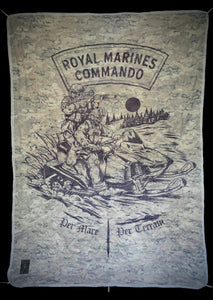 ROYAL MARINES
COMMANDO
Per Mare Per Terram